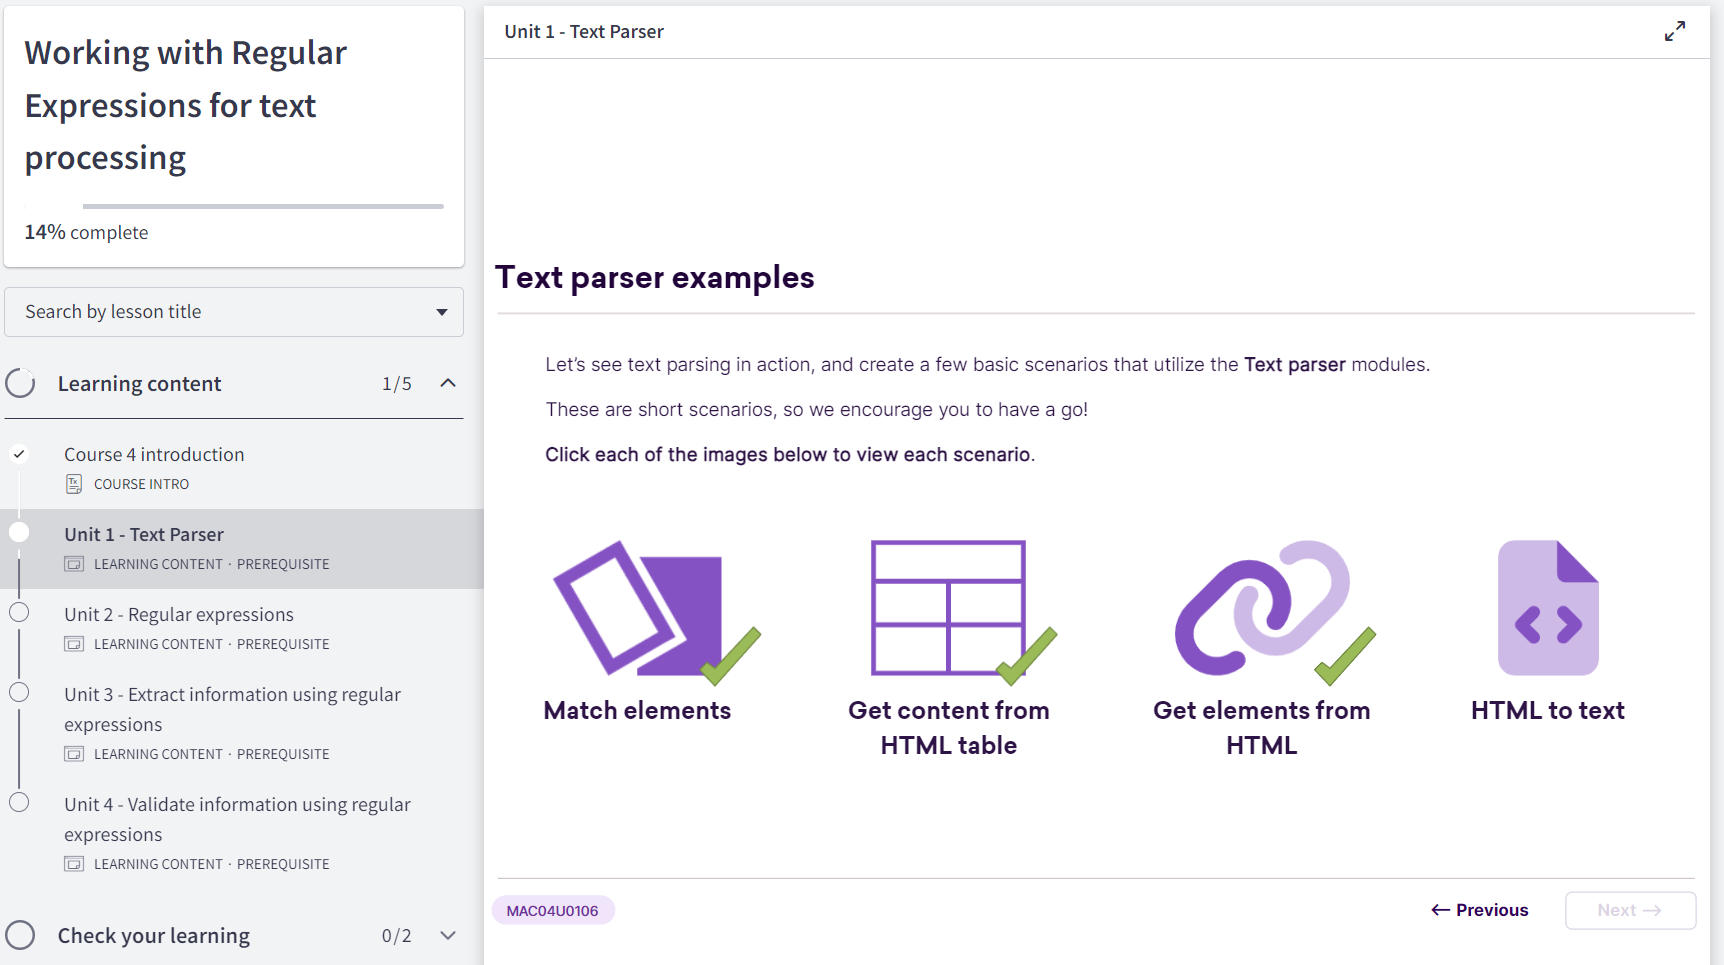 Working with Regular
Expressions for text
processing
14% complete
Search by lesson title
Learning content 1/5
Course 4 introduction
COURSE INTRO
Unit 1 - Text Parser
LEARNING CONTENT · PREREQUISITE
Unit 2 - Regular expressions
LEARNING CONTENT · PREREQUISITE
Unit 3 - Extract information using regular
expressions
LEARNING CONTENT · PREREQUISITE
Unit 4 - Validate information using regular
expressions
LEARNING CONTENT · PREREQUISITE
Check your learning 0/2
Unit 1 - Text Parser
Text parser examples
Let's see text parsing in action, and create a few basic scenarios that utilize the Text parser modules.
These are short scenarios, so we encourage you to have a go!
Click each of the images below to view each scenario.
Match elements
Get content from
HTML table
Get elements from
HTML
HTML to text
MAC04U0106
← Previous
Next →